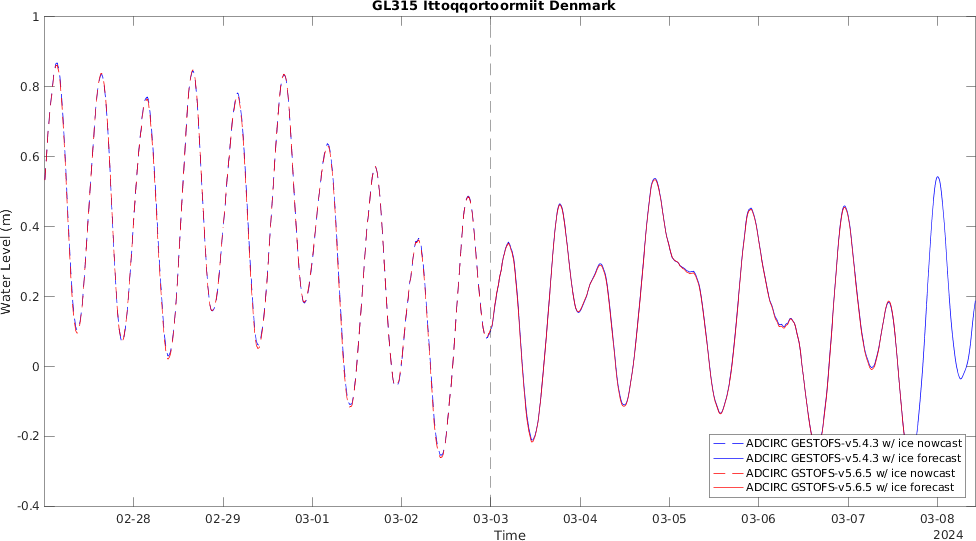 GL315 Ittoqqortoormiit Denmark
1
0.8
0.6
0.4
0.2
0
-0.2
-0.4
Water Level (m)
ADCIRC GESTOFS-v5.4.3 w/ ice nowcast
ADCIRC GESTOFS-v5.4.3 w/ ice forecast
ADCIRC GSTOFS-v5.6.5 w/ ice nowcast
ADCIRC GSTOFS-v5.6.5 w/ ice forecast
02-28 02-29 03-01 03-02 03-03 03-04 03-05 03-06 03-07 03-08
Time 2024